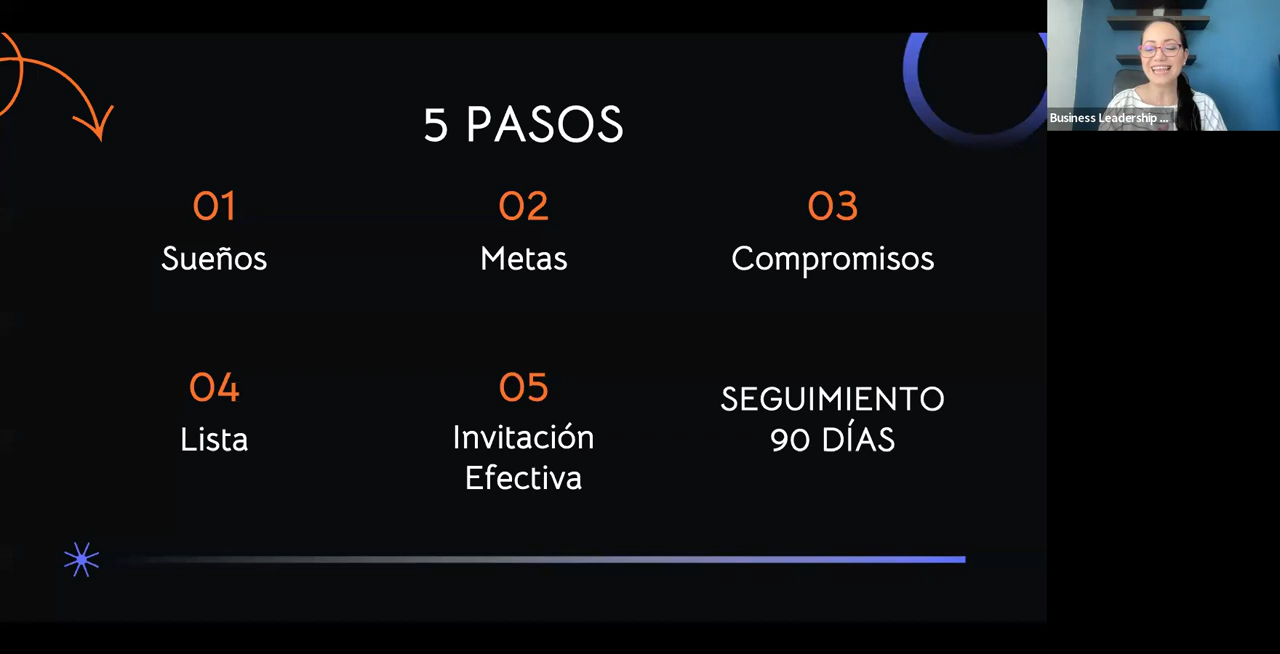 5 PASOS
01
Sueños
02
Metas
03
Compromisos
04
Lista
05
Invitación
Efectiva
SEGUIMIENTO
90 DÍAS
Business Leadership ...